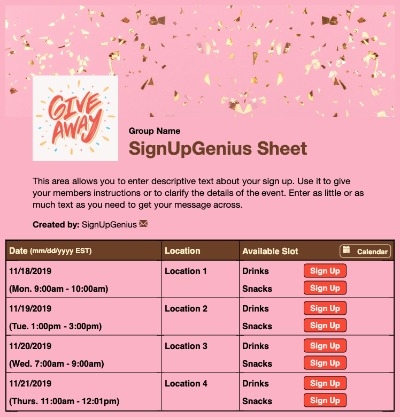 GIVE
AWAY
Group Name
SignUpGenius Sheet
This area allows you to enter descriptive text about your sign up. Use it to give
your members instructions or to clarify the details of the event. Enter as little or as
much text as you need to get your message across.
Created by: SignUpGenius
Date (mm/dd/yyyy EST) Location Available Slot Calendar
11/18/2019 Location 1 Drinks Sign Up
(Mon. 9:00am - 10:00am) Snacks Sign Up
11/19/2019 Location 2 Drinks Sign Up
(Tue. 1:00pm - 3:00pm) Snacks Sign Up
11/20/2019 Location 3 Drinks Sign Up
(Wed. 7:00am - 9:00am) Snacks Sign Up
11/21/2019 Location 4 Drinks Sign Up
(Thurs. 11:00am - 12:01pm) Snacks Sign Up